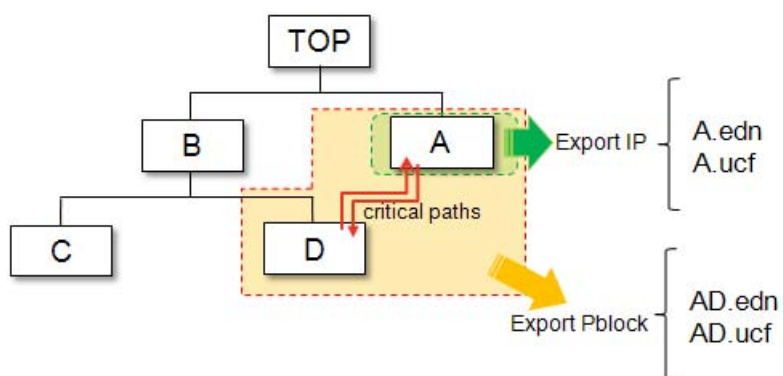 TOP
B
A
Export IP
A.edn
A.ucf
critical paths
C
D
Export Pblock
AD.edn
AD.ucf